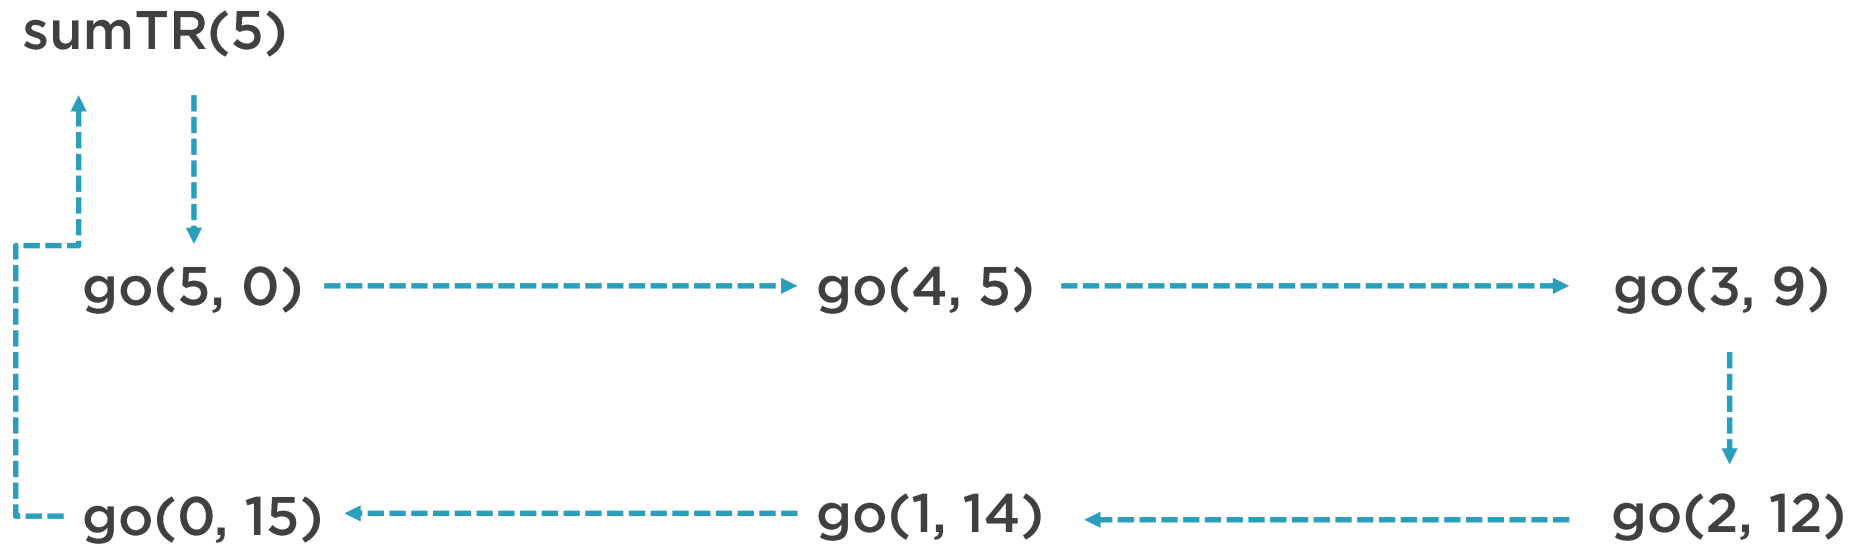 sumTR(5)
go(5, 0)
go(4, 5)
go(3, 9)
go(2, 12)
go(1, 14)
go(0, 15)